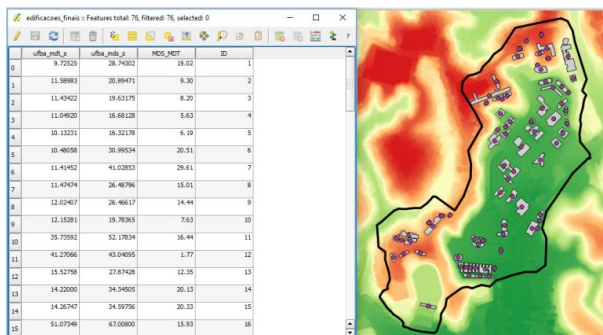 edificacoes_finais :: Features total: 76, filtered: 76, selected: 0
ufba_mdt_s ufba_mds_s MDS_MDT ID
0 9.72525 28.74302 19.02 1
1 11.58983 20.89471 9.30 2
2 11.43422 19.63175 8.20 3
3 11.04920 16.68128 5.63 4
4 10.13231 16.32178 6.19 5
5 10.48058 30.99534 20.51 6
6 11.41452 41.02853 29.61 7
7 11.47474 26.48796 15.01 8
8 12.02407 26.46617 14.44 9
9 12.15281 19.78365 7.63 10
10 35.73592 52.17834 16.44 11
11 41.27066 43.04095 1.77 12
12 15.52758 27.87428 12.35 13
13 14.22000 34.34505 20.13 14
14 14.26747 34.59756 20.33 15
15 51.07349 67.00800 15.93 16